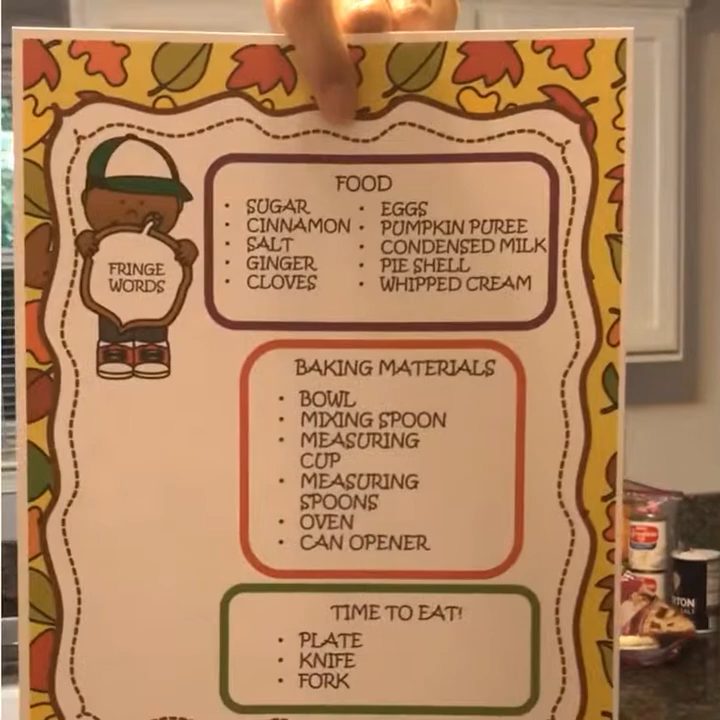 FRINGE
WORDS
FOOD
• SUGAR
• CINNAMON
• SALT
• GINGER
• CLOVES
• EGGS
• PUMPKIN PUREE
• CONDENSED MILK
• PIE SHELL
• WHIPPED CREAM
BAKING MATERIALS
• BOWL
• MIXING SPOON
• MEASURING
CUP
• MEASURING
SPOONS
• OVEN
• CAN OPENER
TIME TO EAT!
• PLATE
• KNIFE
• FORK